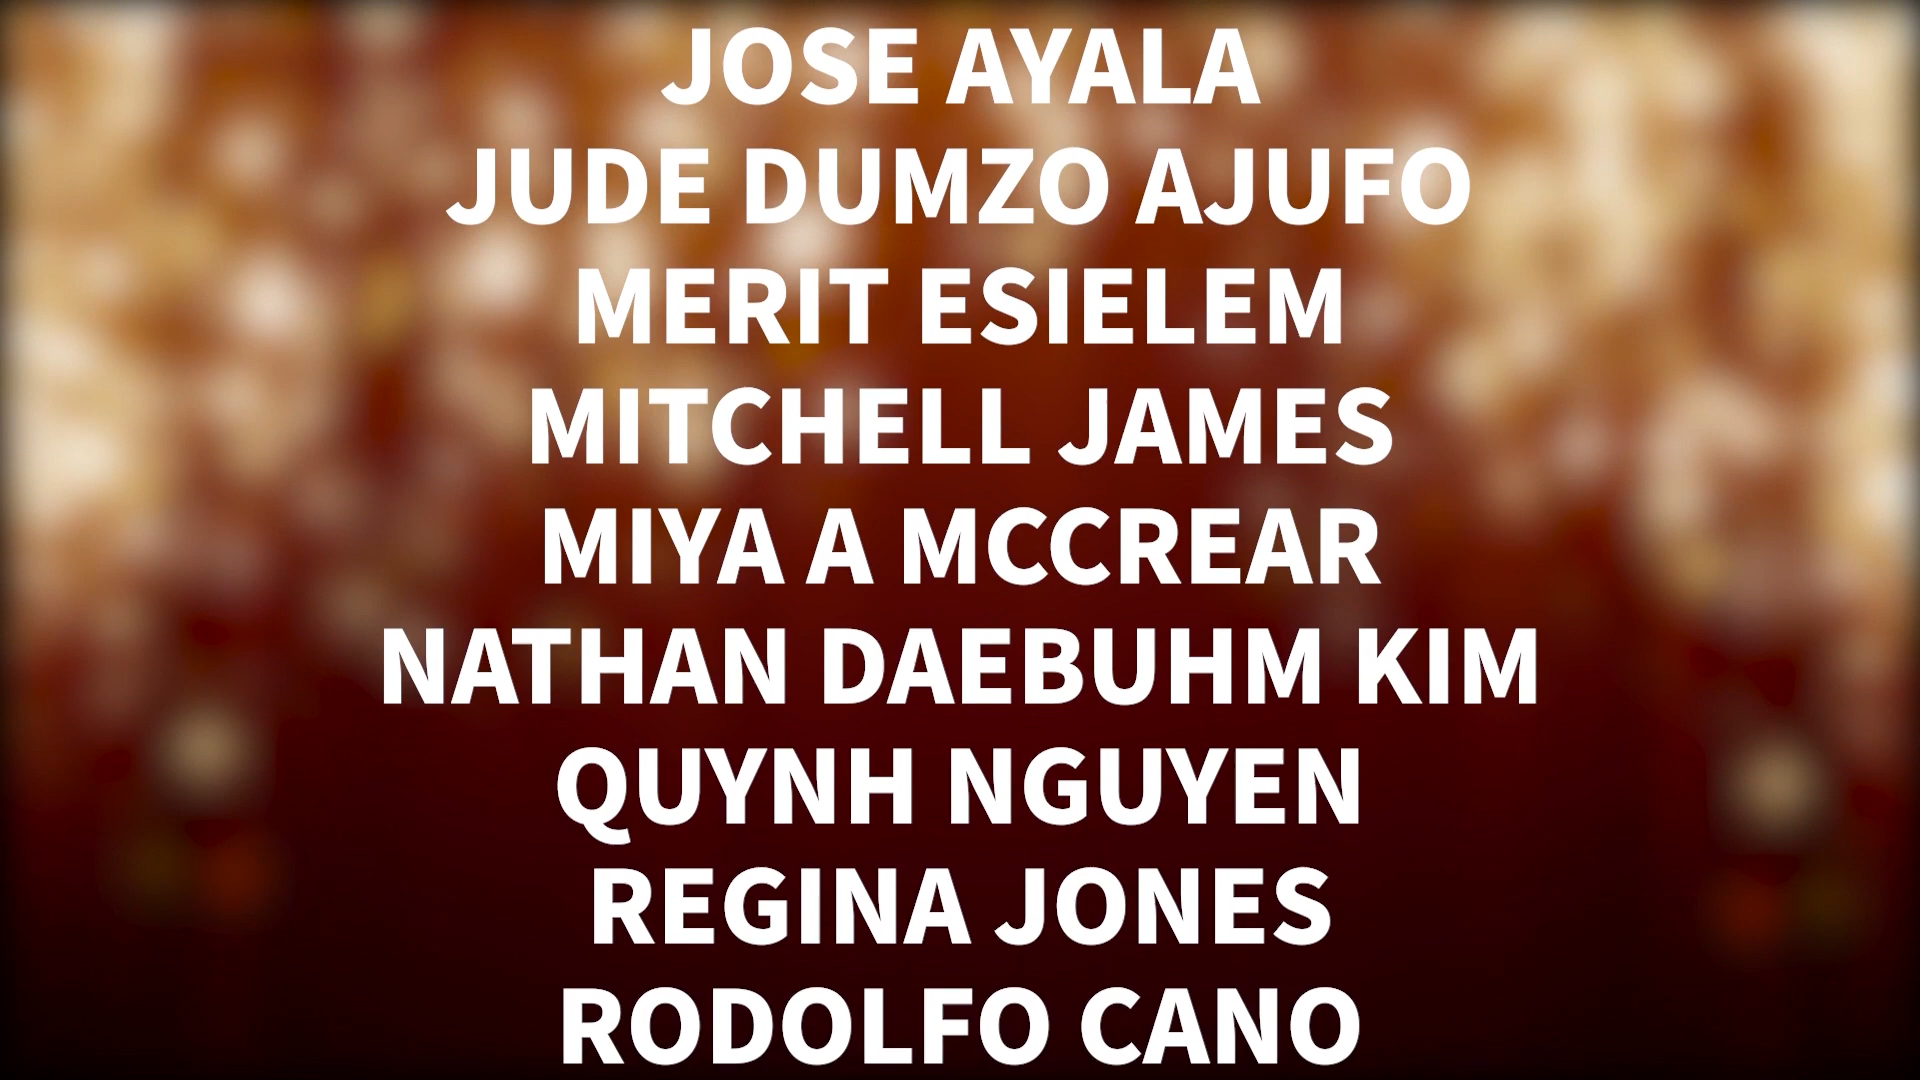 JOSE AYALA
JUDE DUMZO AJUFO
MERIT ESIELEM
MITCHELL JAMES
MIYA A MCCREAR
NATHAN DAEBUHM KIM
QUYNH NGUYEN
REGINA JONES
RODOLFO CANO